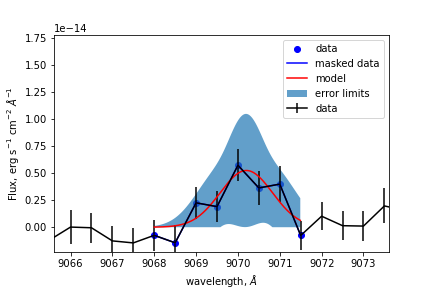 1e−14
1.75
1.50
1.25
1.00
0.75
0.50
0.25
0.00
Flux, erg s⁻¹ cm⁻² Å⁻¹
data
masked data
model
error limits
data
9066 9067 9068 9069 9070 9071 9072 9073
wavelength, Å